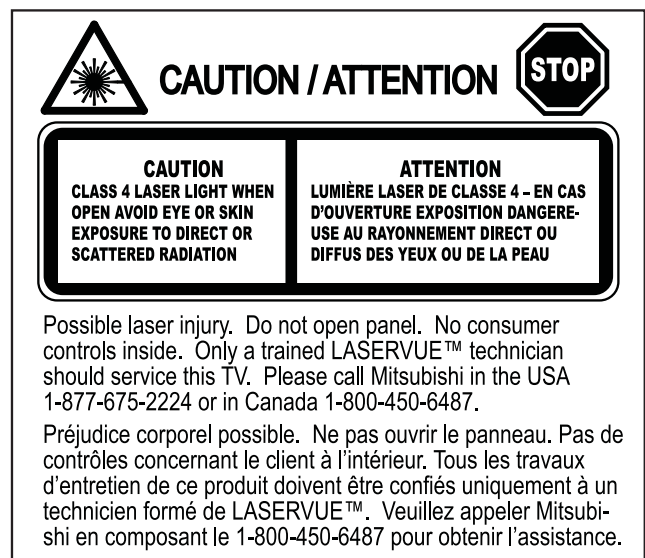 CAUTION / ATTENTION
STOP
CAUTION
CLASS 4 LASER LIGHT WHEN
OPEN AVOID EYE OR SKIN
EXPOSURE TO DIRECT OR
SCATTERED RADIATION
ATTENTION
LUMIÈRE LASER DE CLASSE 4 – EN CAS
D'OUVERTURE EXPOSITION DANGERE-
USE AU RAYONNEMENT DIRECT OU
DIFFUS DES YEUX OU DE LA PEAU
Possible laser injury. Do not open panel. No consumer
controls inside. Only a trained LASERVUE™ technician
should service this TV. Please call Mitsubishi in the USA
1-877-675-2224 or in Canada 1-800-450-6487.
Préjudice corporel possible. Ne pas ouvrir le panneau. Pas de
contrôles concernant le client à l'intérieur. Tous les travaux
d'entretien de ce produit doivent être confiés uniquement à un
technicien formé de LASERVUE™. Veuillez appeler Mitsubi-
shi en composant le 1-800-450-6487 pour obtenir l'assistance.